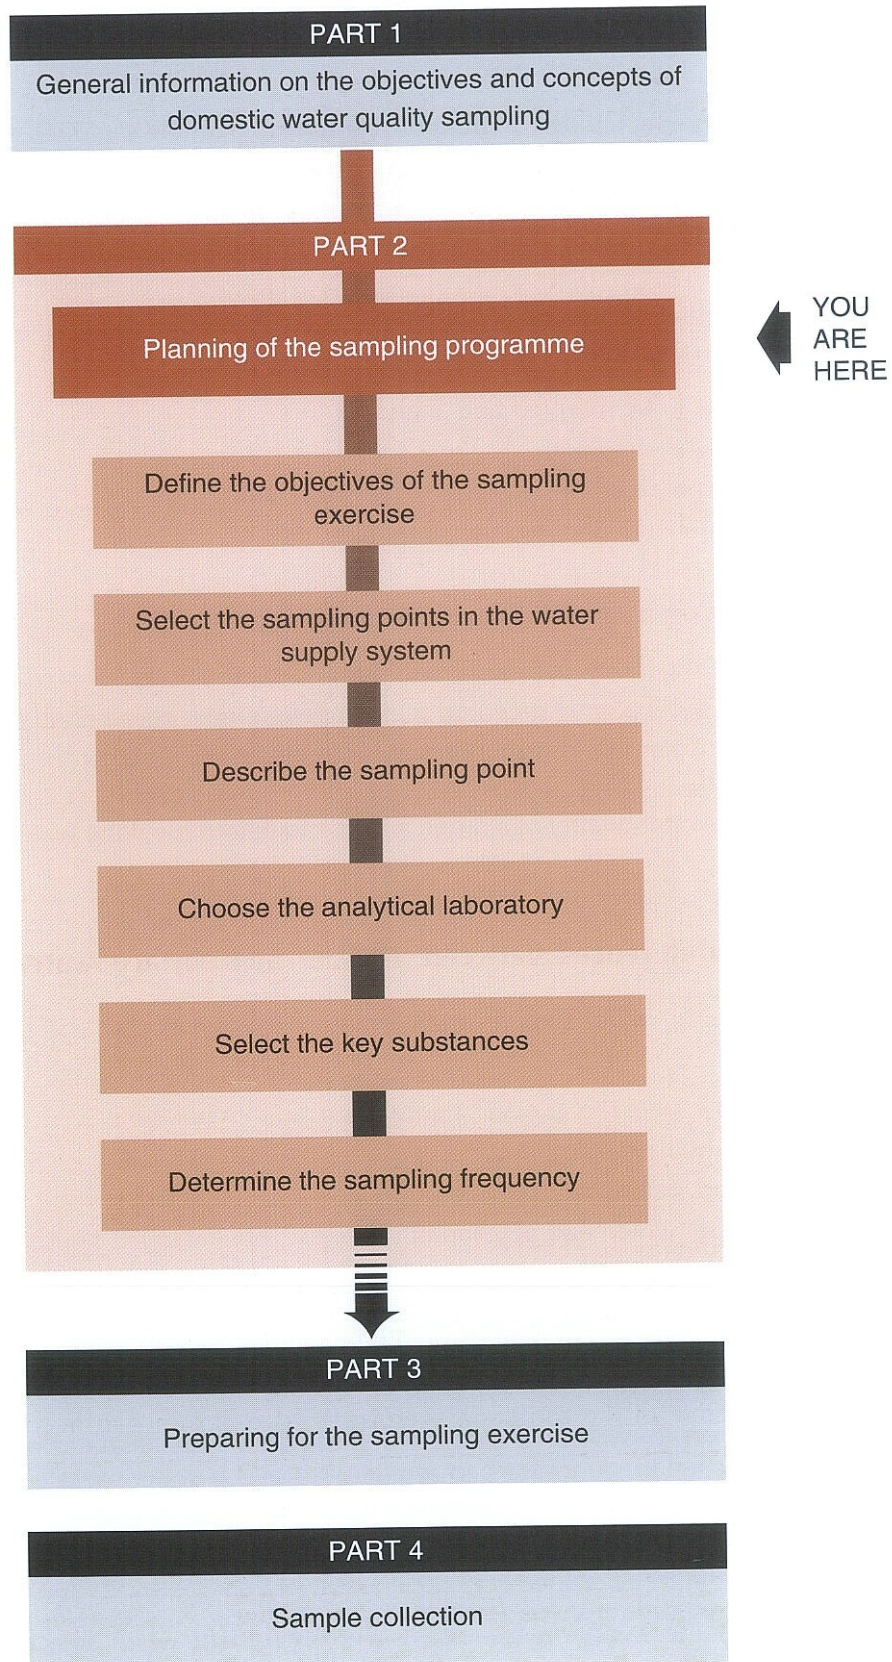 PART 1
General information on the objectives and concepts of
domestic water quality sampling
PART 2
Planning of the sampling programme
YOU
ARE
HERE
Define the objectives of the sampling
exercise
Select the sampling points in the water
supply system
Describe the sampling point
Choose the analytical laboratory
Select the key substances
Determine the sampling frequency
PART 3
Preparing for the sampling exercise
PART 4
Sample collection